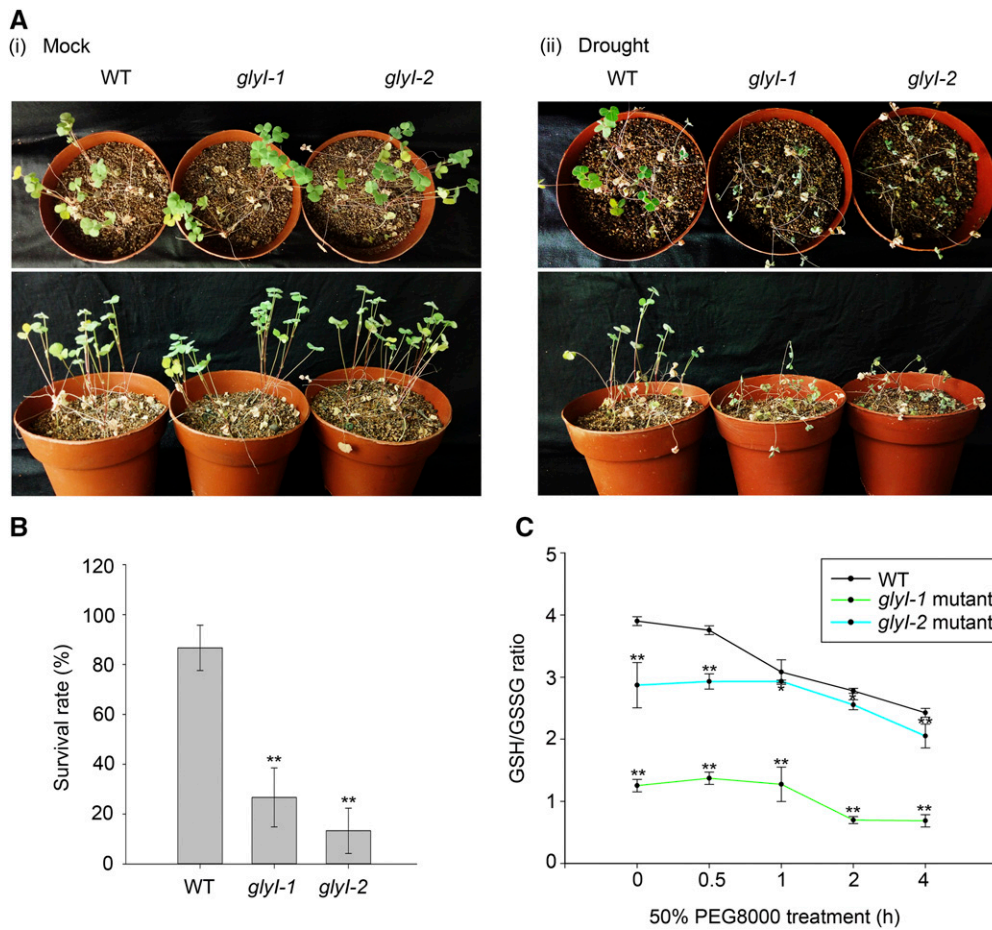 A
(i) Mock
WT glyI-1 glyI-2
(ii) Drought
WT glyI-1 glyI-2
B
Survival rate (%)
120
100
80
60
40
20
0
**
**
WT glyI-1 glyI-2
C
GSH/GSSG ratio
5
4
3
2
1
0
WT
glyI-1 mutant
glyI-2 mutant
** ** * * **
** ** ** ** **
0 0.5 1 2 4
50% PEG8000 treatment (h)